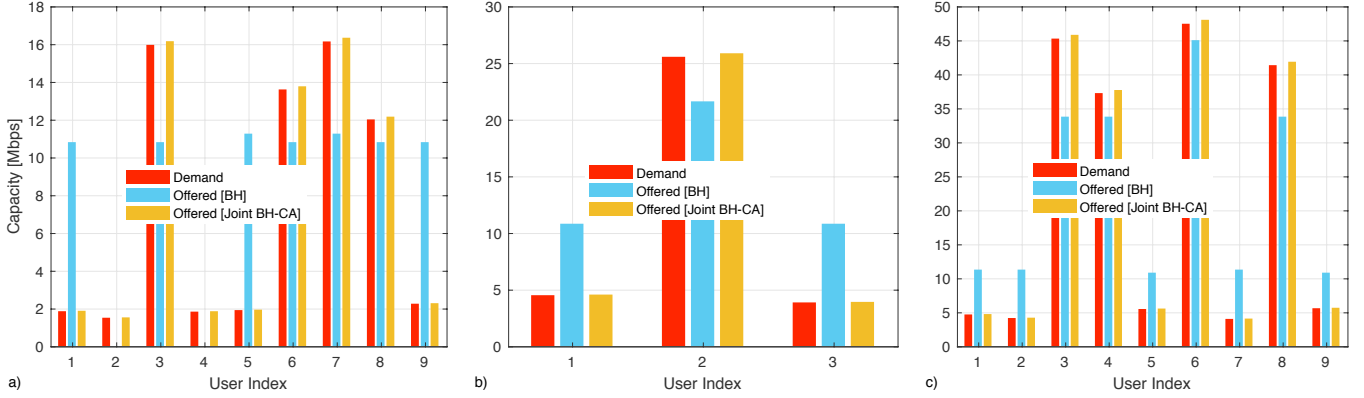 18
16
14
12
10
8
6
4
2
0
Capacity [Mbps]
Demand
Offered [BH]
Offered [Joint BH-CA]
1 2 3 4 5 6 7 8 9
User Index
a)
30
25
20
15
10
5
0
Demand
Offered [BH]
Offered [Joint BH-CA]
1 2 3
User Index
b)
50
45
40
35
30
25
20
15
10
5
0
Demand
Offered [BH]
Offered [Joint BH-CA]
1 2 3 4 5 6 7 8 9
User Index
c)